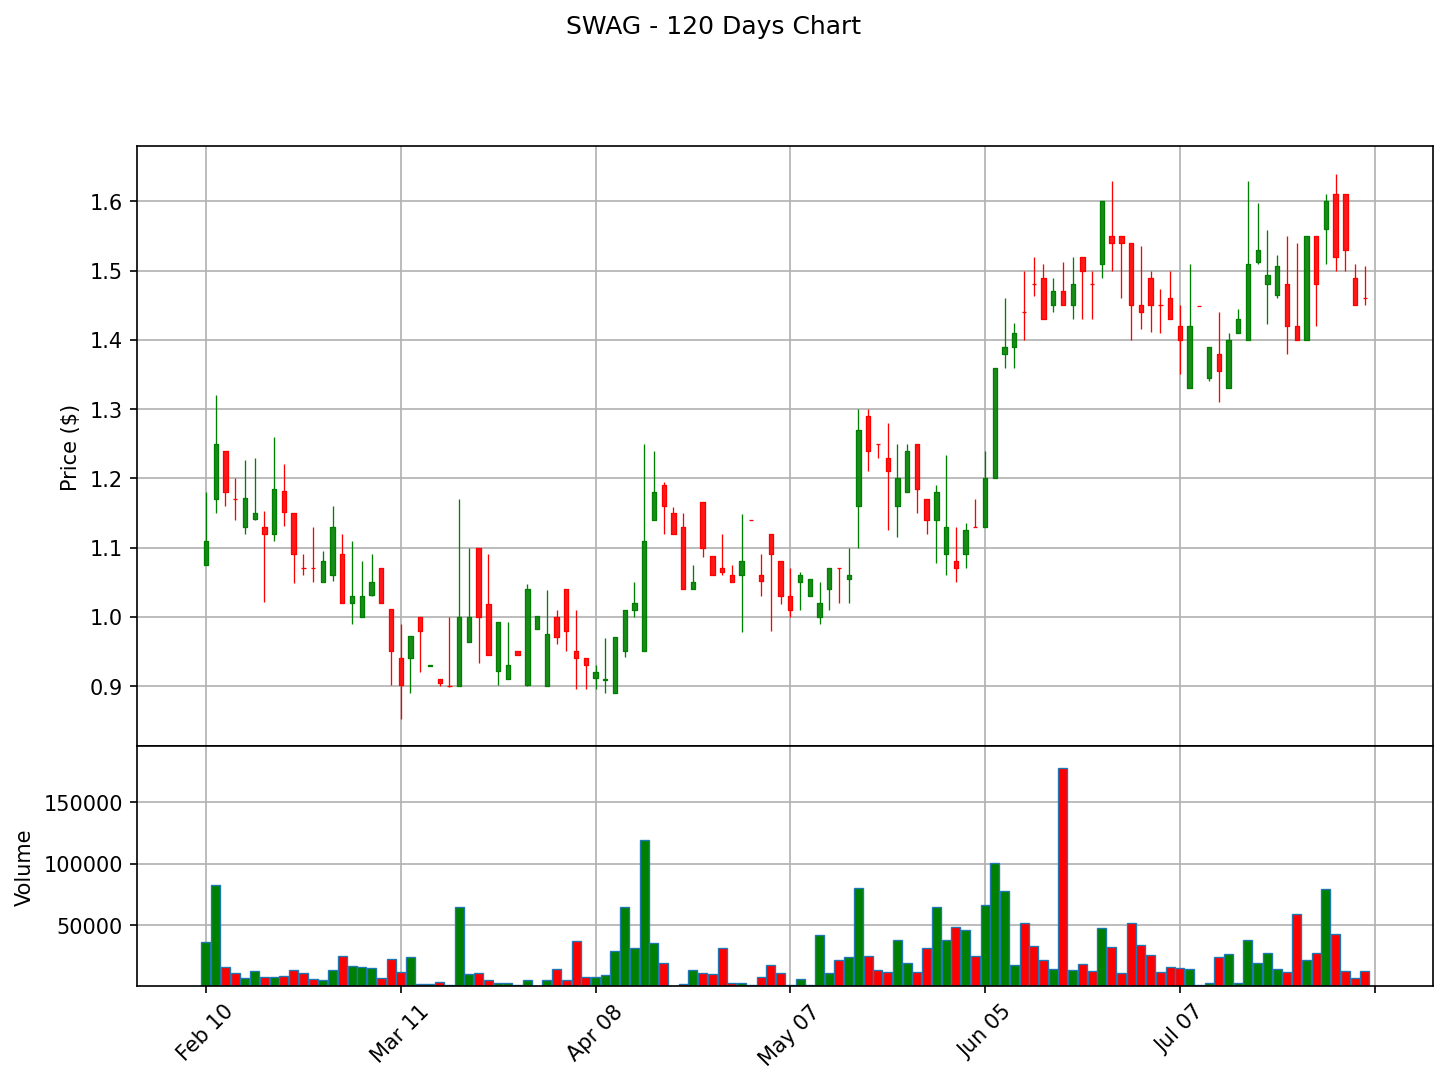 SWAG - 120 Days Chart
Price ($)
1.6
1.5
1.4
1.3
1.2
1.1
1.0
0.9
Volume
150000
100000
50000
Feb 10
Mar 11
Apr 08
May 07
Jun 05
Jul 07